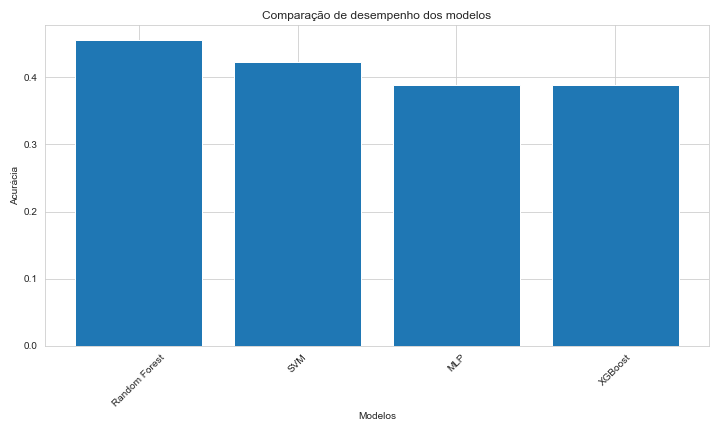 Comparação de desempenho dos modelos
Acurácia
0.4
0.3
0.2
0.1
0.0
Random Forest
SVM
MLP
XGBoost
Modelos